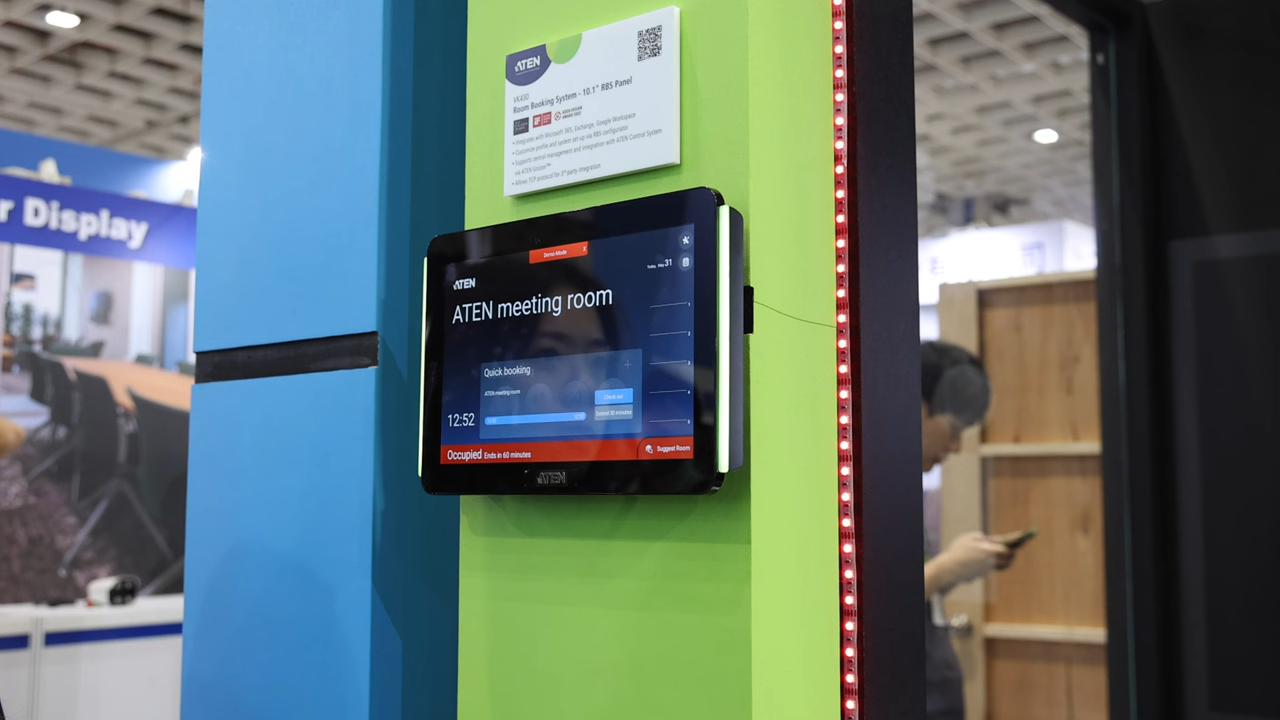 ATEN
VK430
Room Booking System - 10.1" RBS Panel
• Integrates with Microsoft 365, Exchange, Google Workspace
• Customize profile and system set-up via RBS configurator
• Supports central management and integration with ATEN Control System
via ATEN Unizon™
• Allows TCP protocol for 3rd-party integration
r Display
Demo Mode X
Today, May 31
ATEN
ATEN meeting room
Quick booking
ATEN meeting room
Check out
Extend 30 minutes
12:52
Occupied Ends in 60 minutes
Suggest Room
ATEN